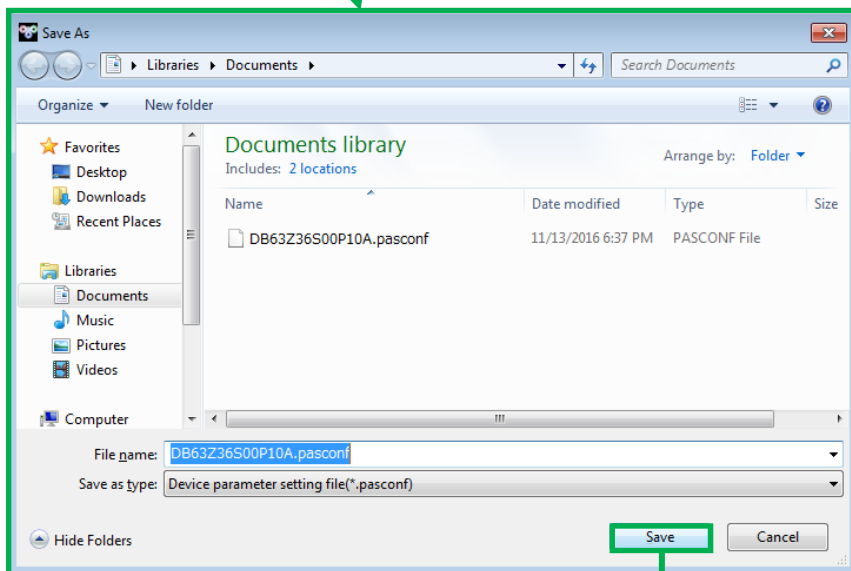 Save As
Libraries Documents
Search Documents
Organize New folder
Favorites
Desktop
Downloads
Recent Places
Libraries
Documents
Music
Pictures
Videos
Computer
Documents library
Includes: 2 locations
Arrange by: Folder
Name Date modified Type Size
DB63Z36S00P10A.pasconf 11/13/2016 6:37 PM PASCONF File
File name: DB63Z36S00P10A.pasconf
Save as type: Device parameter setting file(*.pasconf)
Hide Folders Save Cancel